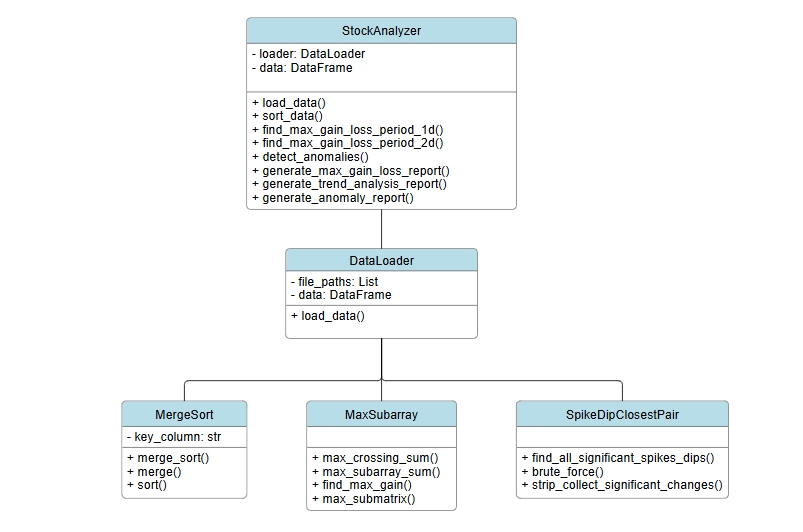 StockAnalyzer
- loader: DataLoader
- data: DataFrame
+ load_data()
+ sort_data()
+ find_max_gain_loss_period_1d()
+ find_max_gain_loss_period_2d()
+ detect_anomalies()
+ generate_max_gain_loss_report()
+ generate_trend_analysis_report()
+ generate_anomaly_report()
DataLoader
- file_paths: List
- data: DataFrame
+ load_data()
MergeSort
- key_column: str
+ merge_sort()
+ merge()
+ sort()
MaxSubarray
+ max_crossing_sum()
+ max_subarray_sum()
+ find_max_gain()
+ max_submatrix()
SpikeDipClosestPair
+ find_all_significant_spikes_dips()
+ brute_force()
+ strip_collect_significant_changes()